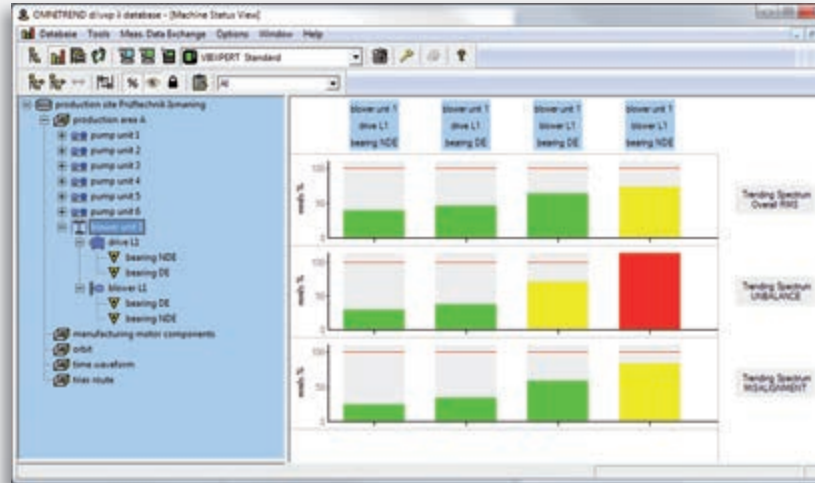 OMNITREND
database - [Machine Status View]
Database Tools Meas. Data Exchange Options Window Help
VIBXPERT Standard
All
production site Prüftechnik Ismaning
production area A
pump unit 1
pump unit 2
pump unit 3
pump unit 4
pump unit 5
pump unit 6
blower unit 1
drive L1
bearing NDE
bearing DE
blower L1
bearing DE
bearing NDE
manufacturing motor components
orbit
time waveform
blower unit 1
drive L1
bearing NDE
blower unit 1
drive L1
bearing DE
blower unit 1
blower L1
bearing DE
blower unit 1
blower L1
bearing NDE
100
50
0
Trending Spectrum
Overall RMS
100
50
0
Trending Spectrum
UNBALANCE
100
50
0
Trending Spectrum
MISALIGNMENT